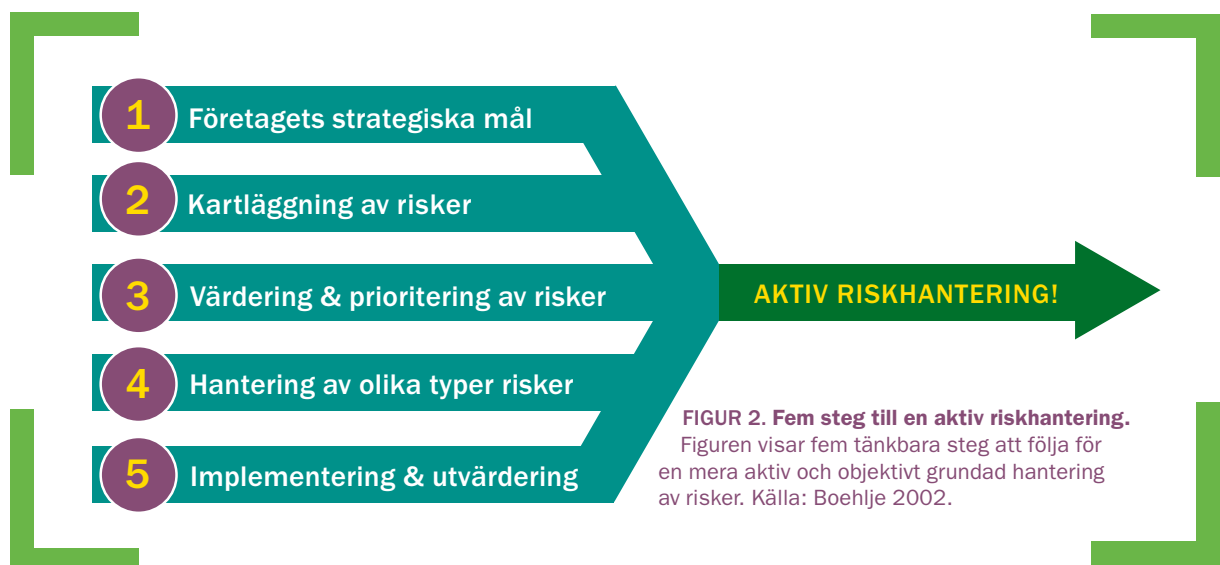 1 Företagets strategiska mål
2 Kartläggning av risker
3 Värdering & prioritering av risker
4 Hantering av olika typer risker
5 Implementering & utvärdering
AKTIV RISKHANTERING!
FIGUR 2. Fem steg till en aktiv riskhantering.
Figuren visar fem tänkbara steg att följa för
en mera aktiv och objektivt grundad hantering
av risker. Källa: Boehlje 2002.